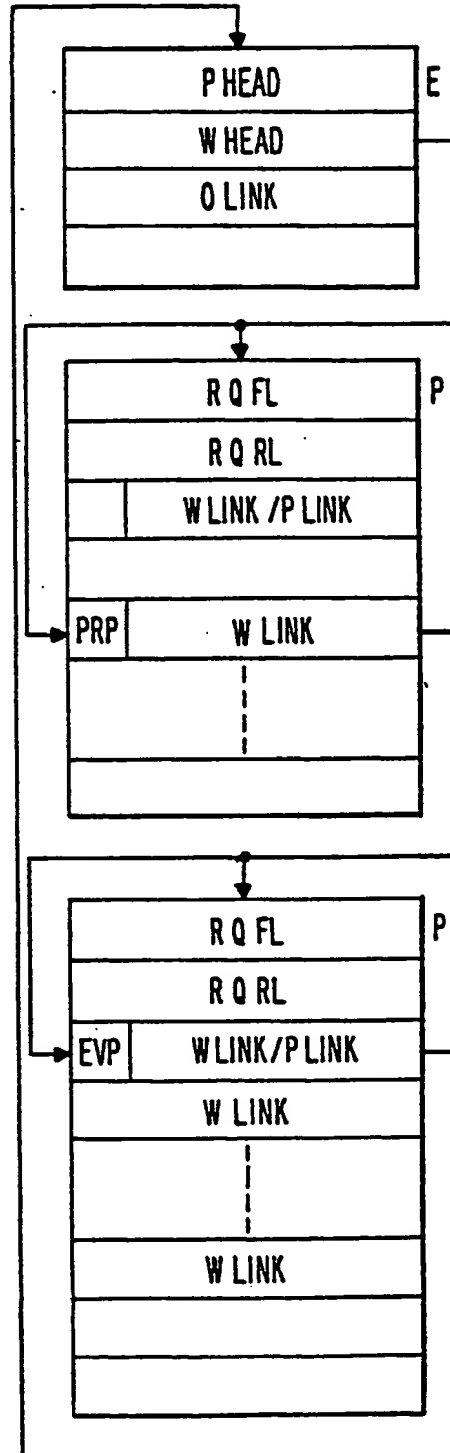 P HEAD E
W HEAD
O LINK
R Q FL P
R Q RL
W LINK / P LINK
PRP W LINK
R Q FL P
R Q RL
EVP W LINK/P LINK
W LINK
W LINK